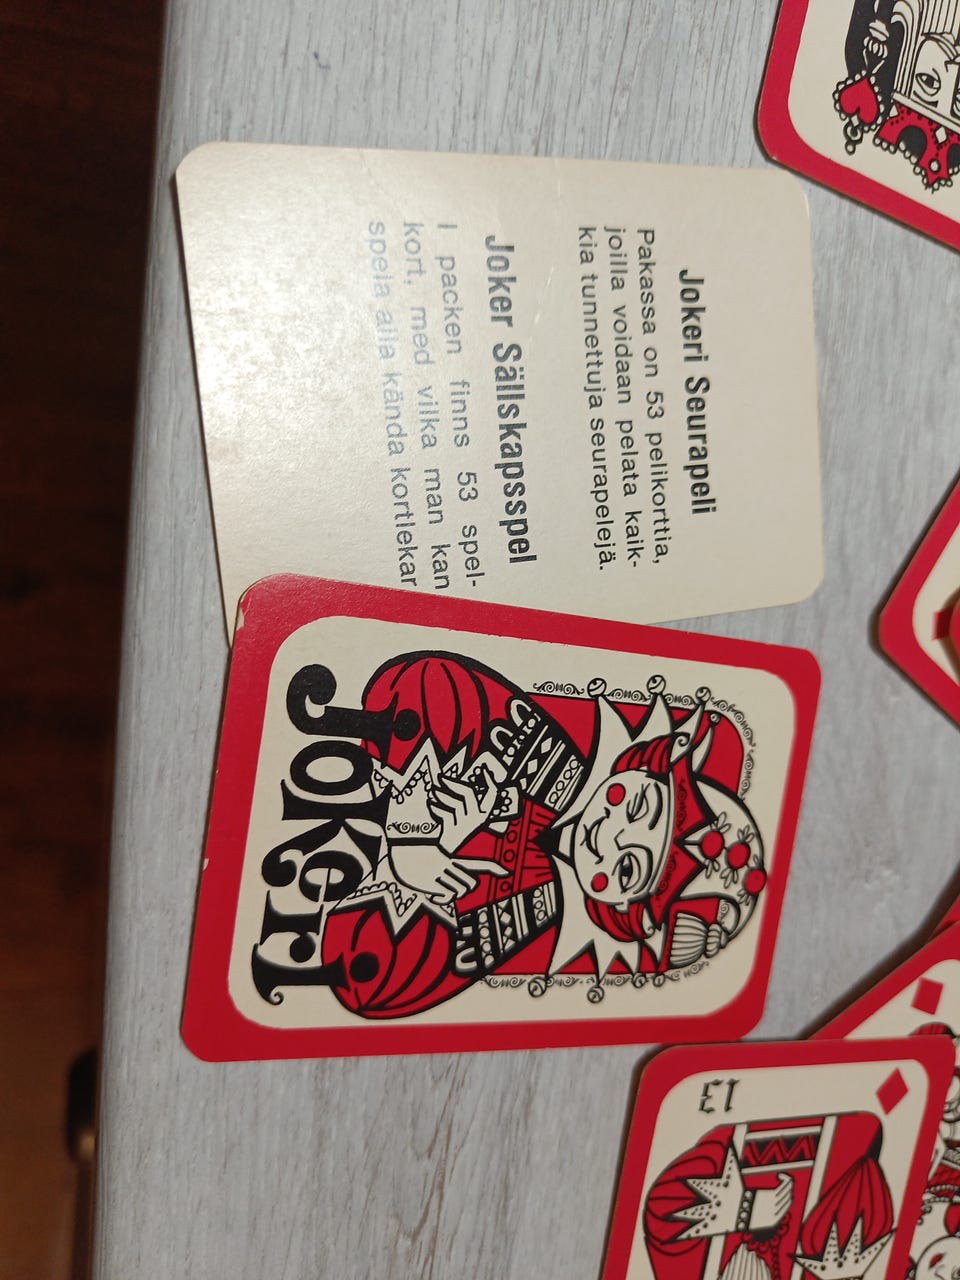 Jokeri Seurapeli
Pakassa on 53 pelikorttia,
joilla voidaan pelata kaik-
kia tunnettuja seurapelejä.
Joker Sällskapsspel
I packen finns 53 spel-
kort, med vilka man kan
spela alla kända kortlekar
Jokeri
13